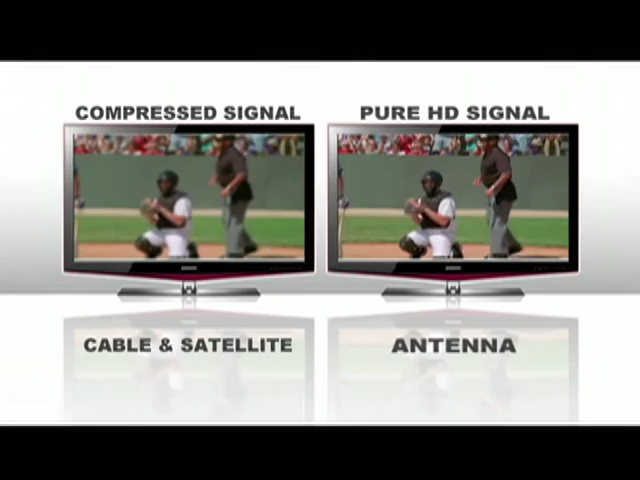 COMPRESSED SIGNAL
PURE HD SIGNAL
CABLE & SATELLITE
ANTENNA